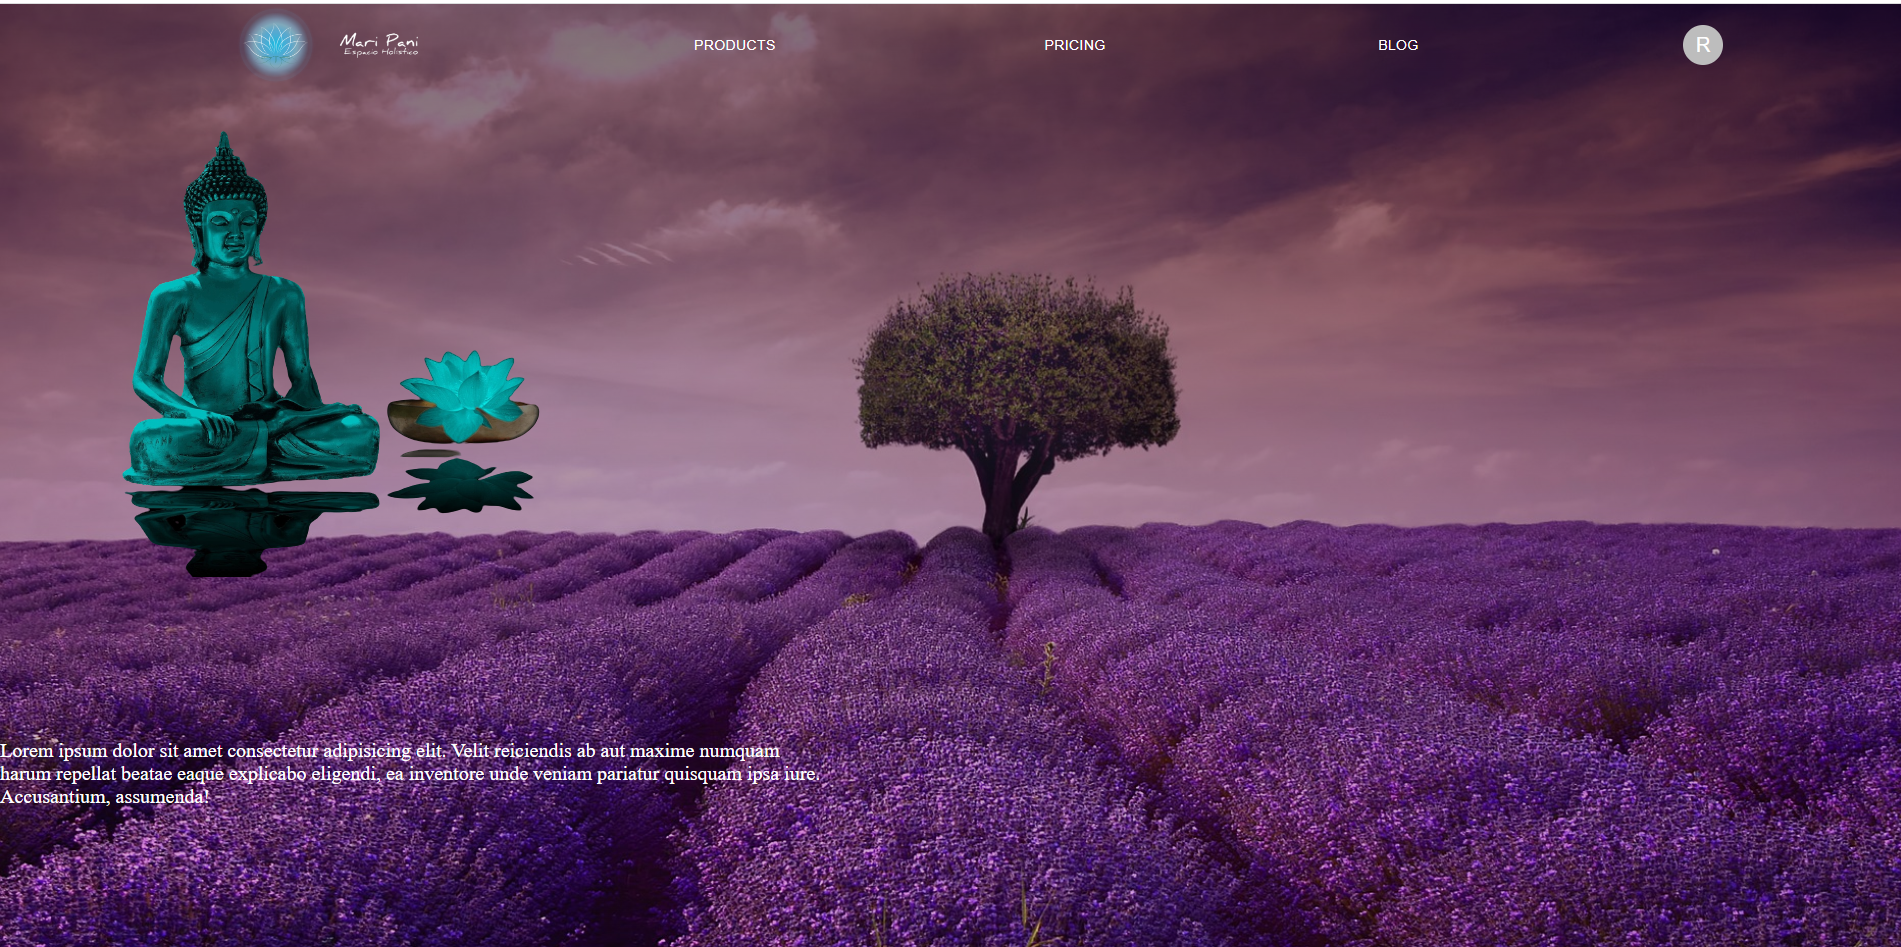 Mari Pani
Espacio Holistico
PRODUCTS
PRICING
BLOG
R
Lorem ipsum dolor sit amet consectetur adipisicing elit. Velit reiciendis ab aut maxime numquam
harum repellat beatae eaque explicabo eligendi, ea inventore unde veniam pariatur quisquam ipsa iure.
Accusantium, assumenda!